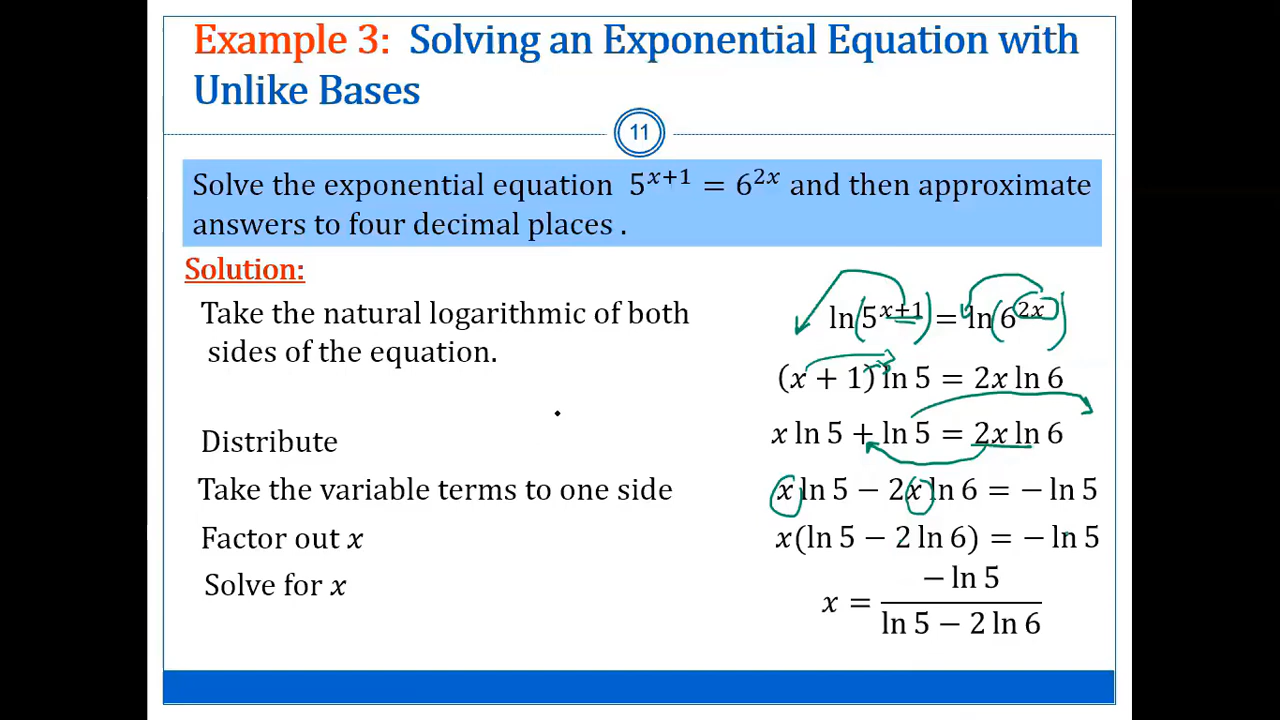 Example 3: Solving an Exponential Equation with
Unlike Bases
11
Solve the exponential equation 5^{x+1} = 6^{2x} and then approximate
answers to four decimal places .
Solution:
Take the natural logarithmic of both
sides of the equation.
ln(5^{x+1}) = ln(6^{2x})
(x + 1) ln 5 = 2x ln 6
Distribute
x ln 5 + ln 5 = 2x ln 6
Take the variable terms to one side
x ln 5 − 2x ln 6 = − ln 5
Factor out x
x(ln 5 − 2 ln 6) = − ln 5
Solve for x
x = \frac{− ln 5}{ln 5 − 2 ln 6}